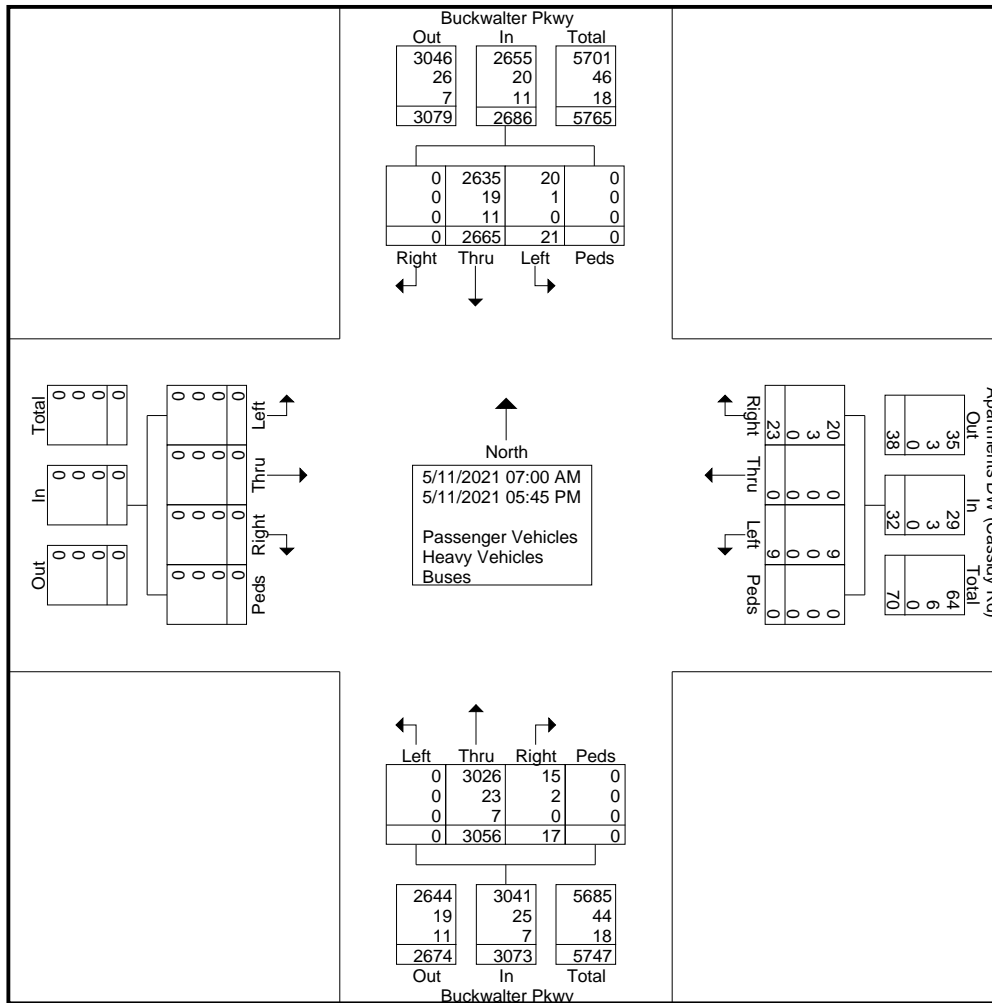 Buckwalter Pkwy
Out In Total
3046 2655 5701
26 20 46
7 11 18
3079 2686 5765
0 2635 20 0
0 19 1 0
0 11 0 0
0 2665 21 0
Right Thru Left Peds
Total
0 0 0 0
In
0 0 0 0
Out
0 0 0 0
Left
0 0 0 0
Thru
0 0 0 0
Right
0 0 0 0
Peds
0 0 0 0
North
5/11/2021 07:00 AM
5/11/2021 05:45 PM
Passenger Vehicles
Heavy Vehicles
Buses
Right
20 3 0 23
Thru
0 0 0 0
Left
9 0 0 9
Peds
0 0 0 0
Apartments DW (Cassidy Rd)
Out
35 3 0 38
In
29 3 0 32
Total
64 6 0 70
Left Thru Right Peds
0 3026 15 0
0 23 2 0
0 7 0 0
0 3056 17 0
2644 3041 5685
19 25 44
11 7 18
2674 3073 5747
Out In Total
Buckwalter Pkwy